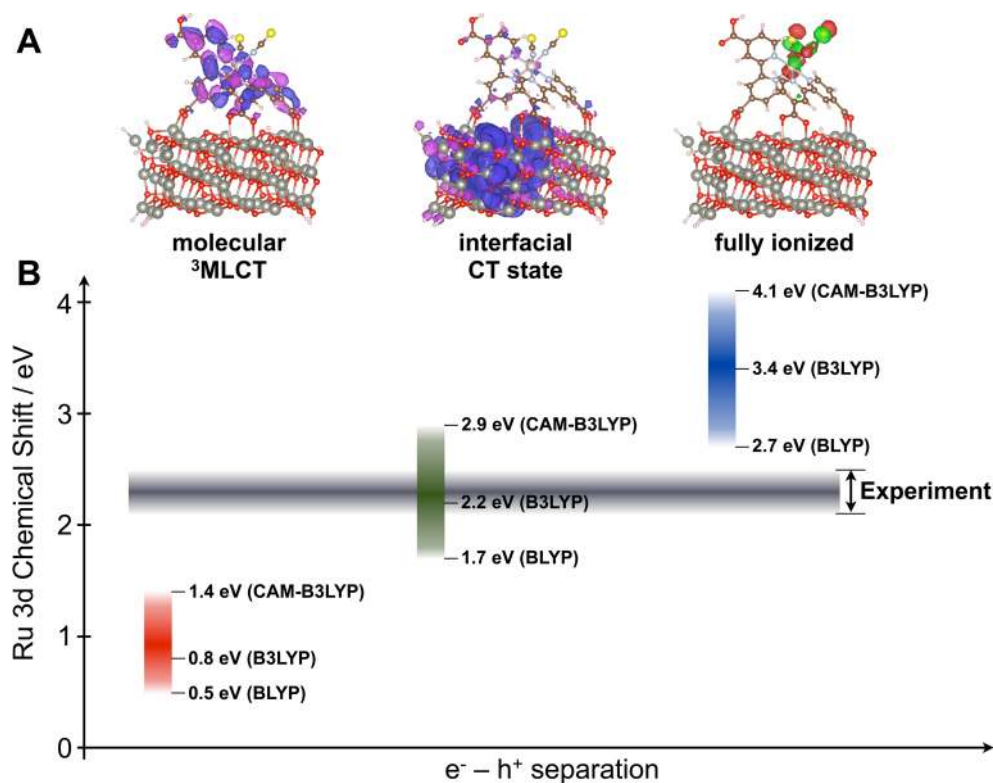 A
molecular
³MLCT
interfacial
CT state
fully ionized
B
Ru 3d Chemical Shift / eV
4
3
2
1
0
4.1 eV (CAM-B3LYP)
3.4 eV (B3LYP)
2.7 eV (BLYP)
2.9 eV (CAM-B3LYP)
2.2 eV (B3LYP)
1.7 eV (BLYP)
Experiment
1.4 eV (CAM-B3LYP)
0.8 eV (B3LYP)
0.5 eV (BLYP)
e⁻ – h⁺ separation